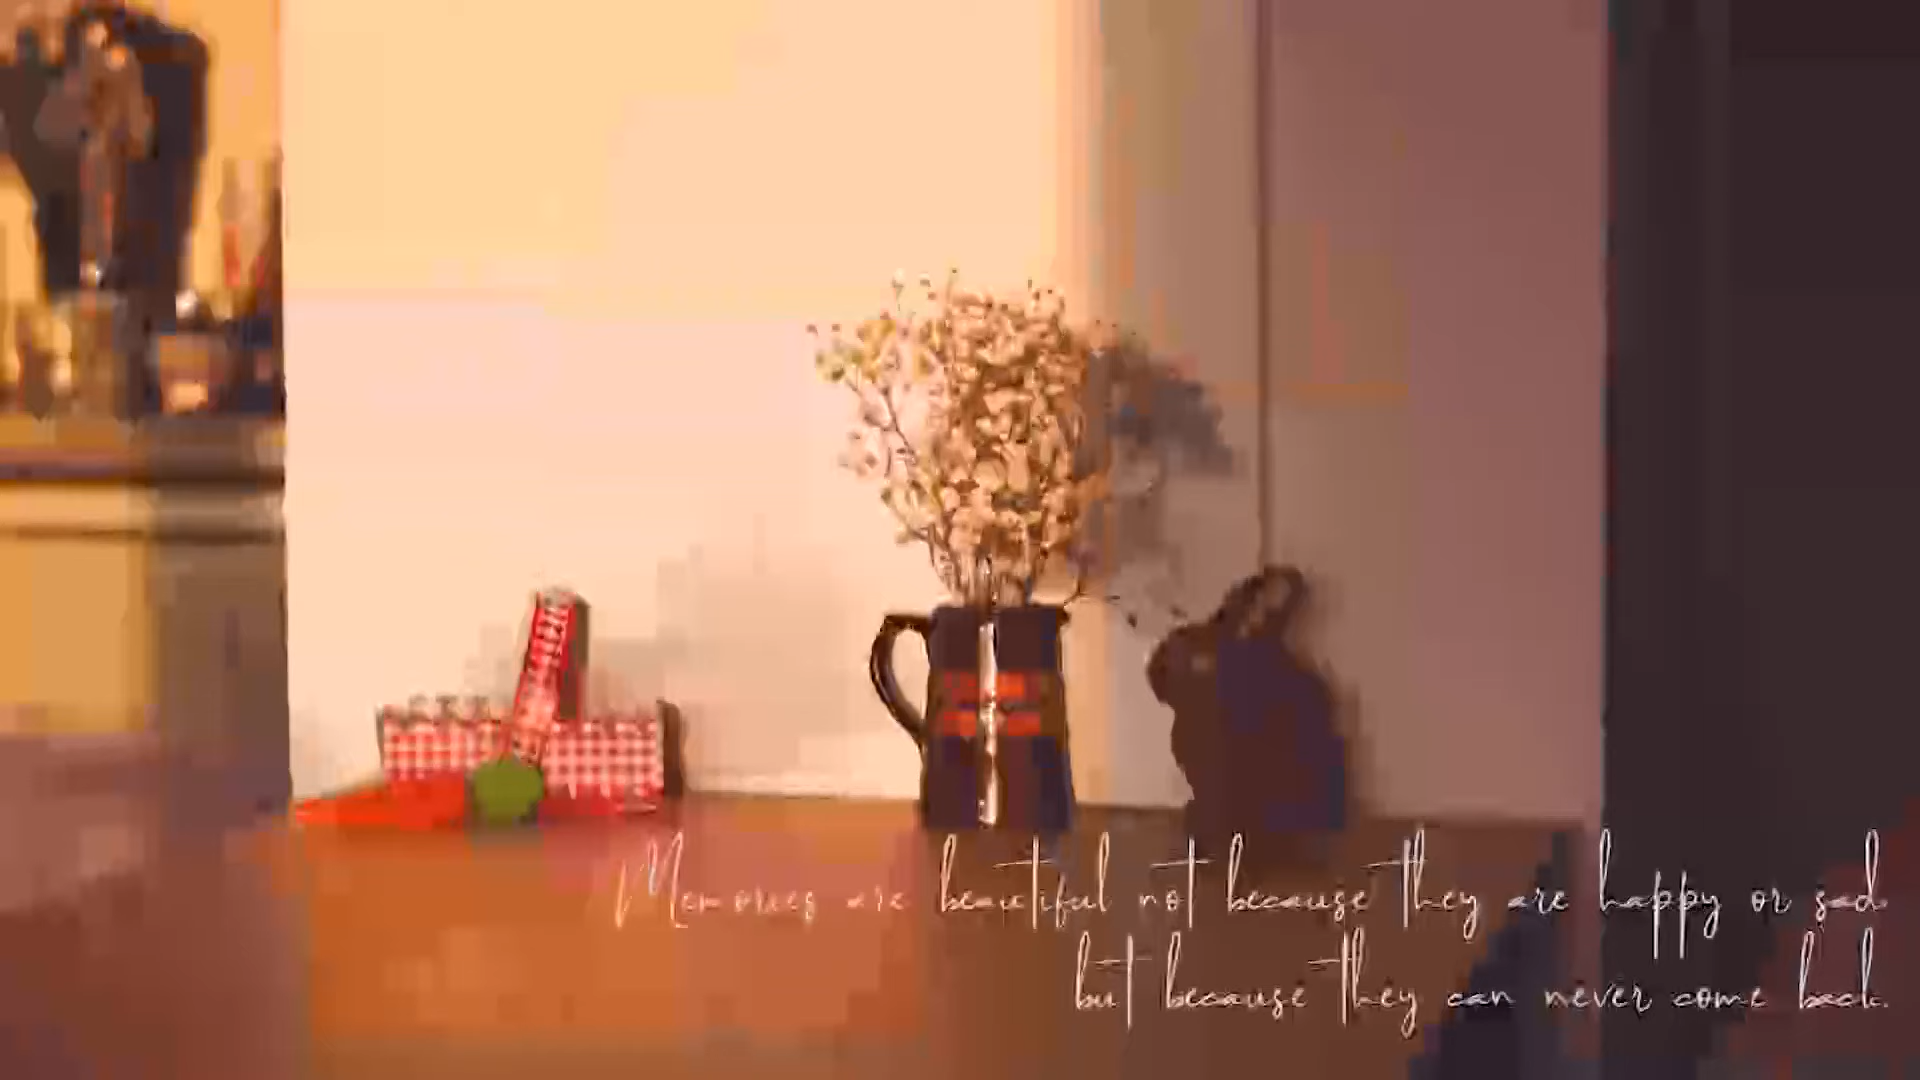 Memories are beautiful not because they are happy or sad
but because they can never come back.